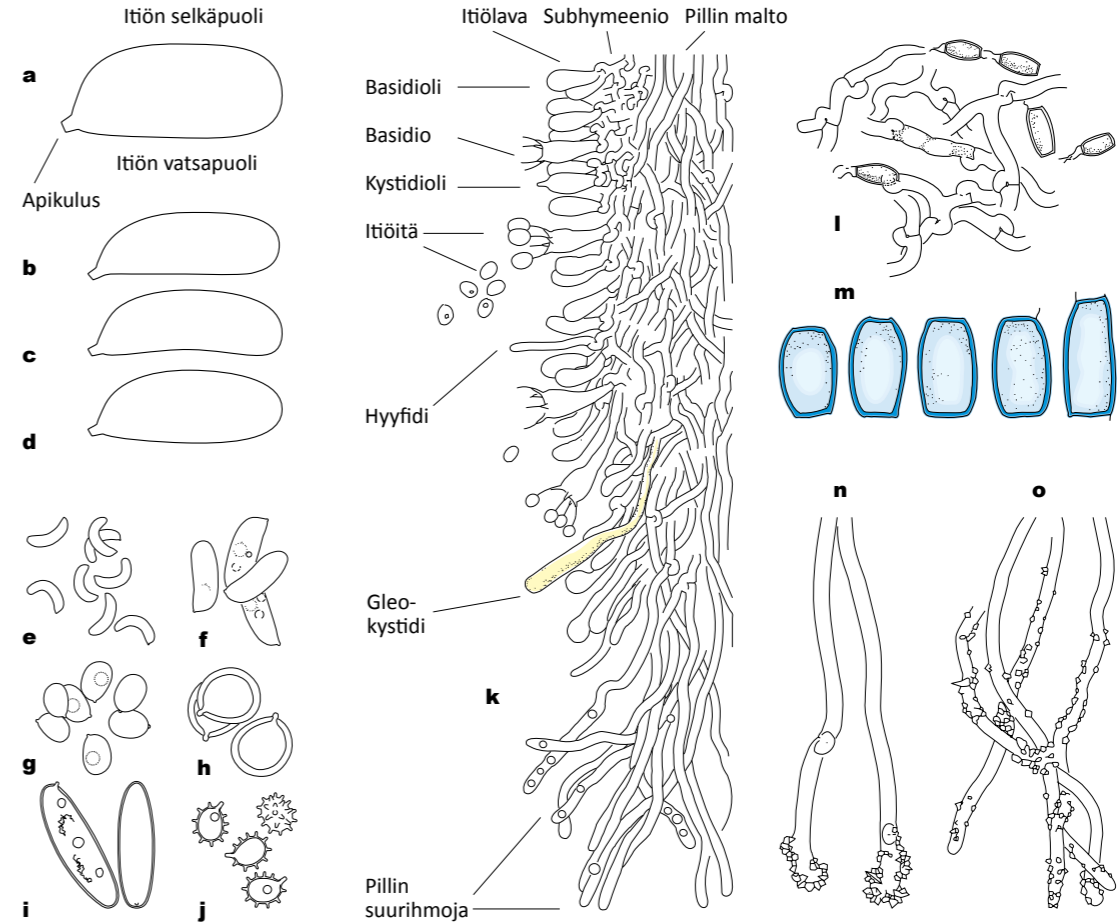 Itiön selkäpuoli
a
Itiön vatsapuoli
Apikulus
b
c
d
e
f
g
h
i
j
Itiölava Subhymeenio Pillin malto
Basidioli
Basidio
Kystidioli
Itiöitä
Hyyfidi
Gleo-
kystidi
k
Pillin
suurihmoja
l
m
n
o